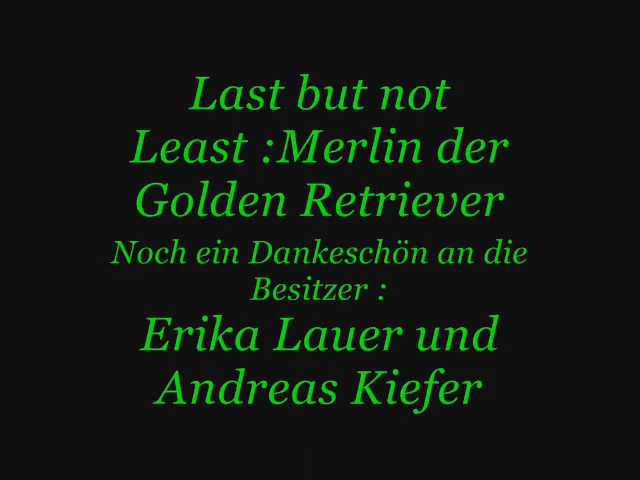 Last but not
Least :Merlin der
Golden Retriever
Noch ein Dankeschön an die
Besitzer :
Erika Lauer und
Andreas Kiefer